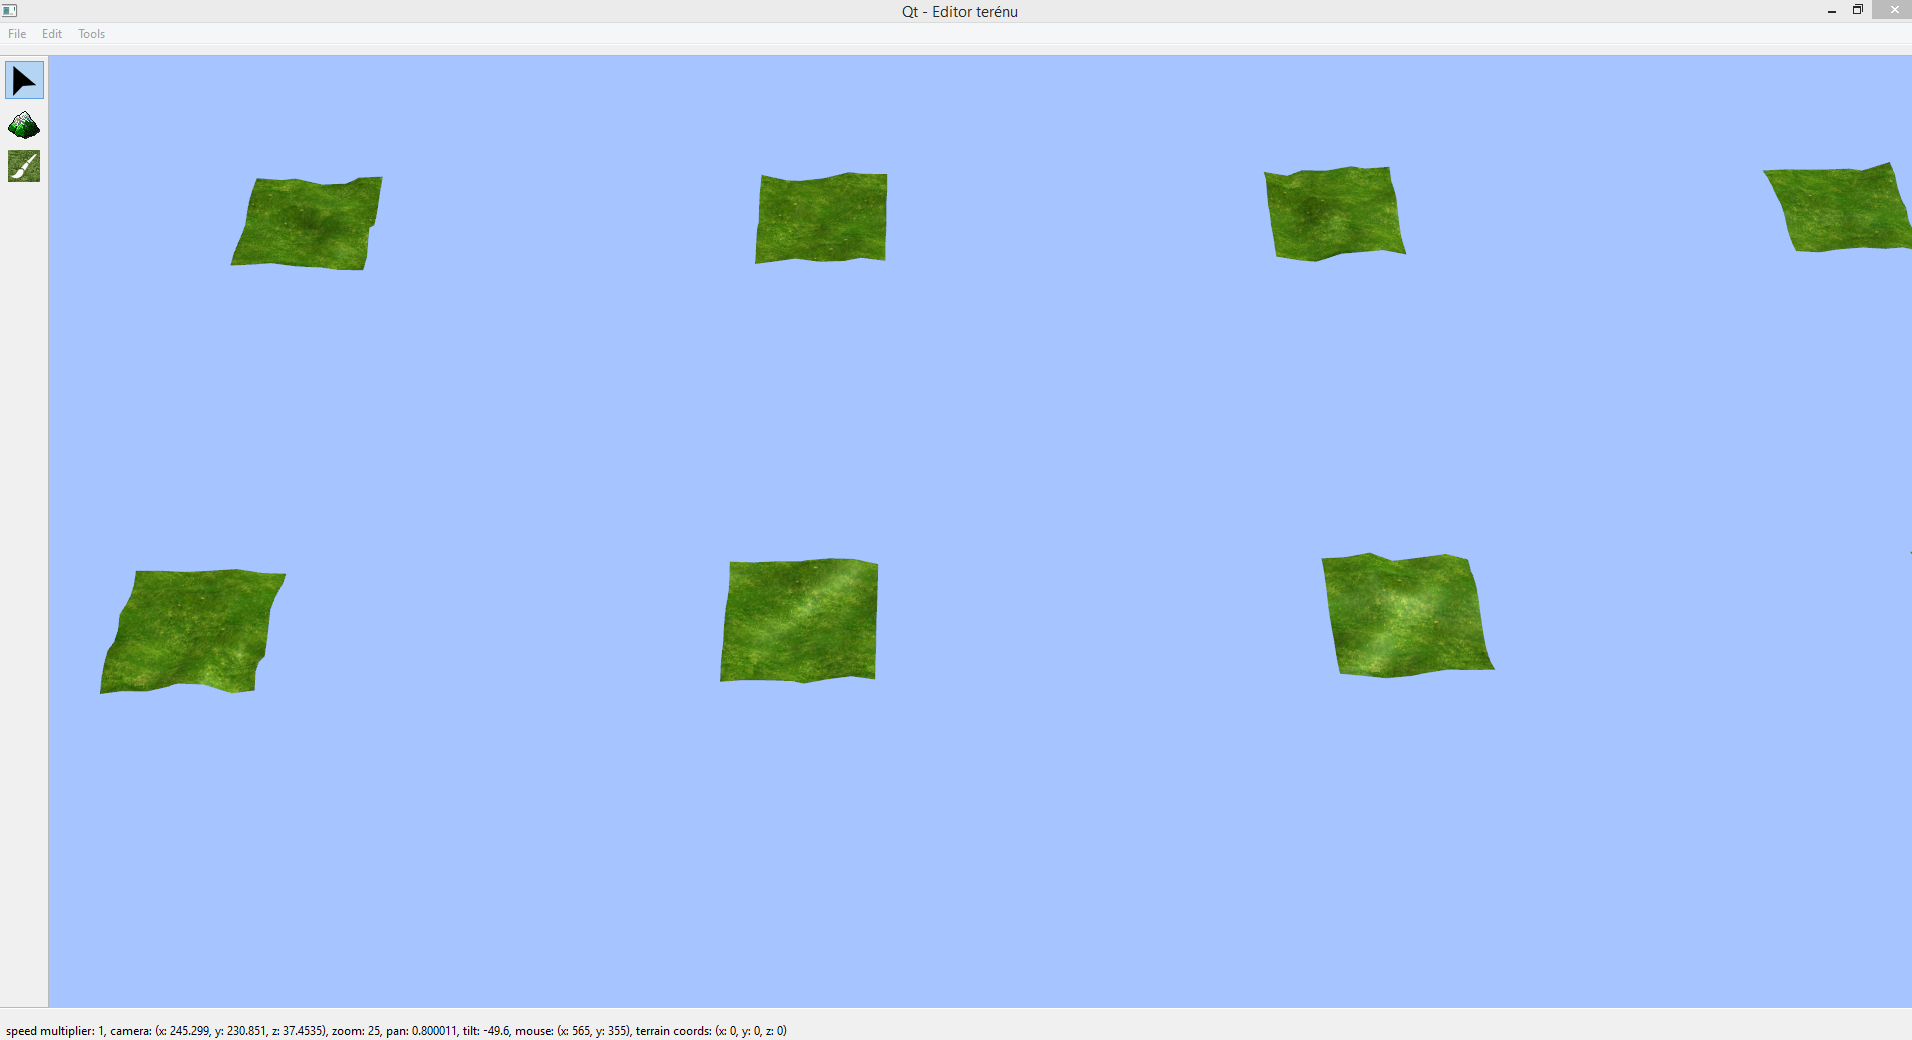 Qt - Editor terénu
File Edit Tools
speed multiplier: 1, camera: (x: 245.299, y: 230.851, z: 37.4535), zoom: 25, pan: 0.800011, tilt: -49.6, mouse: (x: 565, y: 355), terrain coords: (x: 0, y: 0, z: 0)